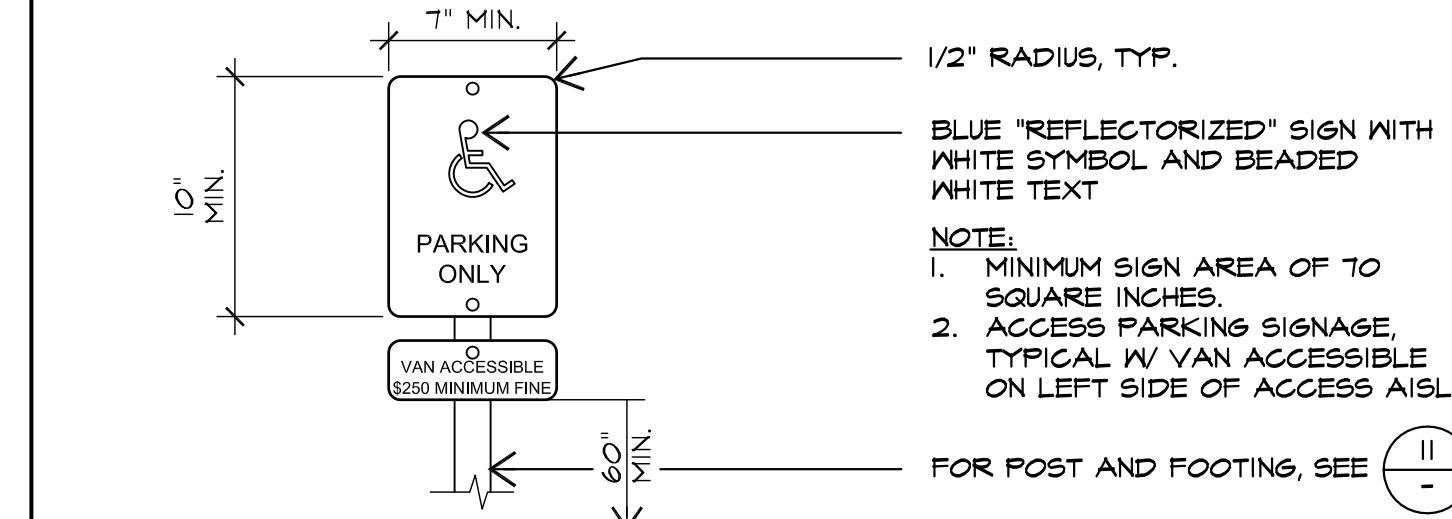 7" MIN.
10"
MIN.
PARKING
ONLY
VAN ACCESSIBLE
$250 MINIMUM FINE
60"
MIN.
1/2" RADIUS, TYP.
BLUE "REFLECTORIZED" SIGN WITH
WHITE SYMBOL AND BEADED
WHITE TEXT
NOTE:
1. MINIMUM SIGN AREA OF 70
SQUARE INCHES.
2. ACCESS PARKING SIGNAGE,
TYPICAL W/ VAN ACCESSIBLE
ON LEFT SIDE OF ACCESS AISL
FOR POST AND FOOTING, SEE
11
-